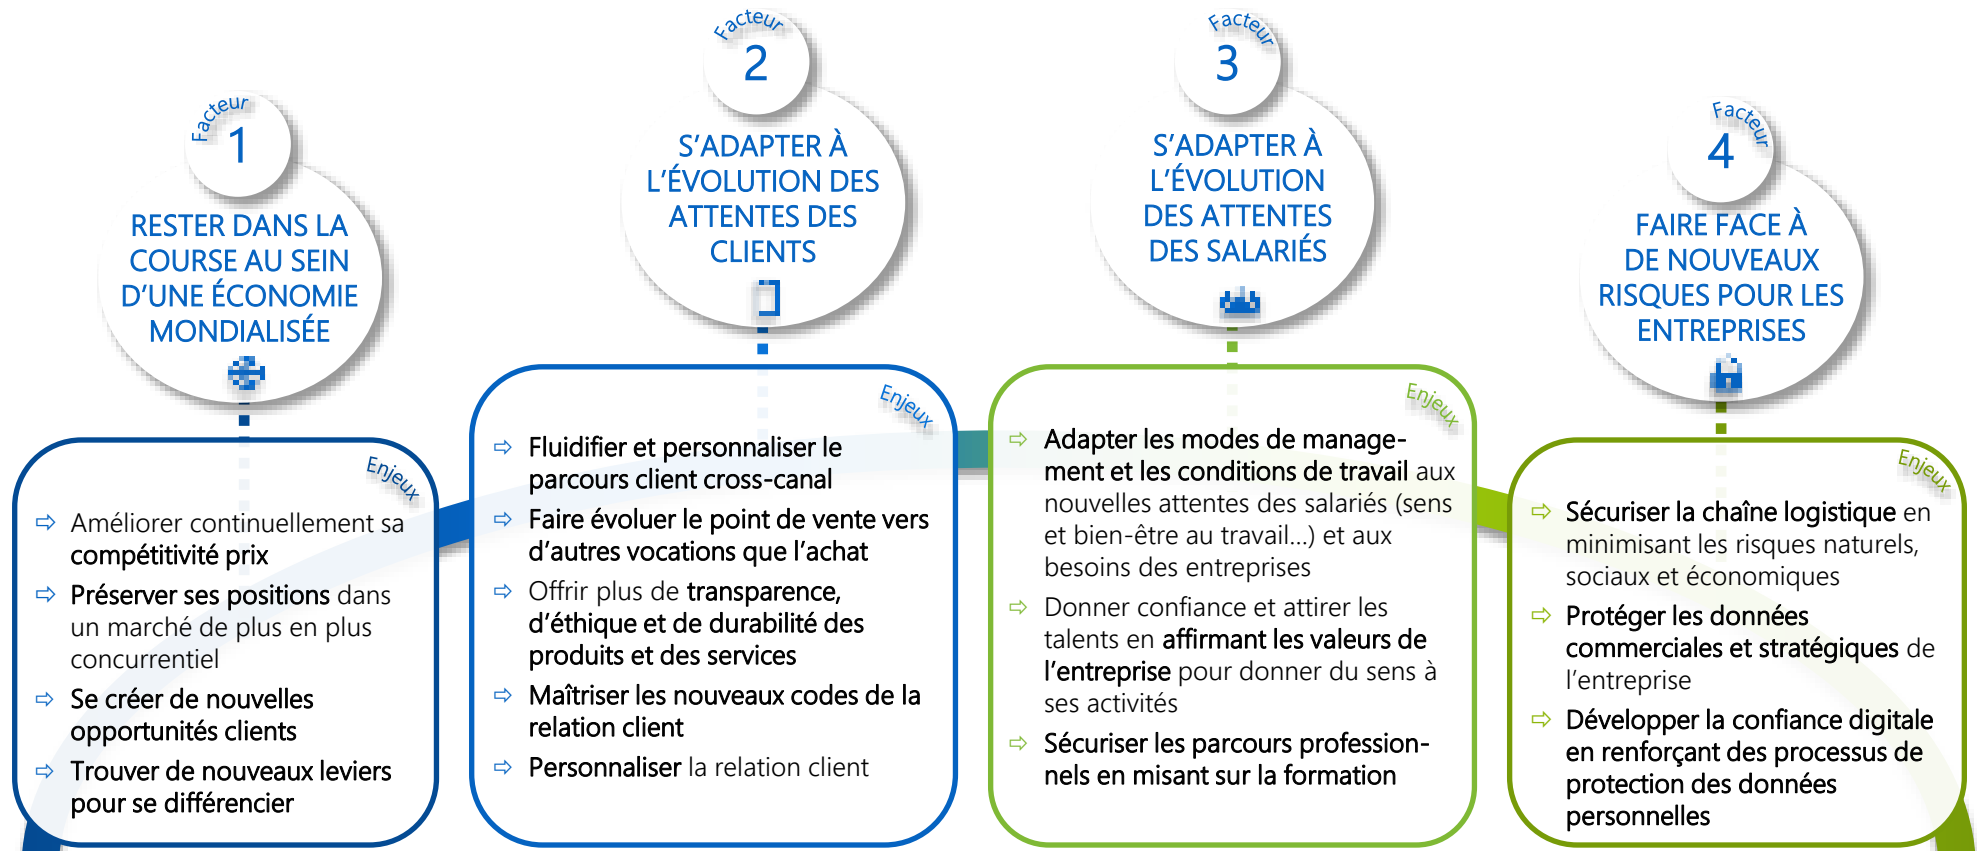 Facteur
1
RESTER DANS LA
COURSE AU SEIN
D’UNE ÉCONOMIE
MONDIALISÉE
Enjeux
⇨ Améliorer continuellement sa
compétitivité prix
⇨ Préserver ses positions dans
un marché de plus en plus
concurrentiel
⇨ Se créer de nouvelles
opportunités clients
⇨ Trouver de nouveaux leviers
pour se différencier
Facteur
2
S’ADAPTER À
L’ÉVOLUTION DES
ATTENTES DES
CLIENTS
Enjeux
⇨ Fluidifier et personnaliser le
parcours client cross-canal
⇨ Faire évoluer le point de vente vers
d’autres vocations que l’achat
⇨ Offrir plus de transparence,
d’éthique et de durabilité des
produits et des services
⇨ Maîtriser les nouveaux codes de la
relation client
⇨ Personnaliser la relation client
Facteur
3
S’ADAPTER À
L’ÉVOLUTION
DES ATTENTES
DES SALARIÉS
Enjeux
⇨ Adapter les modes de manage-
ment et les conditions de travail aux
nouvelles attentes des salariés (sens
et bien-être au travail...) et aux
besoins des entreprises
⇨ Donner confiance et attirer les
talents en affirmant les valeurs de
l’entreprise pour donner du sens à
ses activités
⇨ Sécuriser les parcours profession-
nels en misant sur la formation
Facteur
4
FAIRE FACE À
DE NOUVEAUX
RISQUES POUR LES
ENTREPRISES
Enjeux
⇨ Sécuriser la chaîne logistique en
minimisant les risques naturels,
sociaux et économiques
⇨ Protéger les données
commerciales et stratégiques de
l’entreprise
⇨ Développer la confiance digitale
en renforçant des processus de
protection des données
personnelles